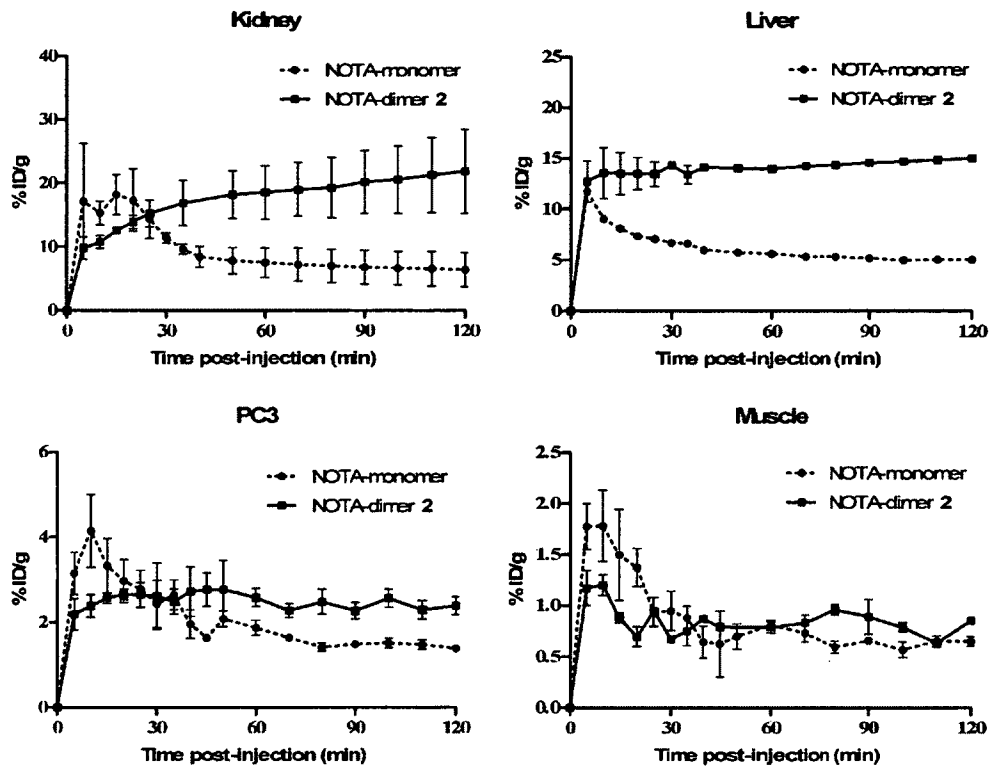 Kidney
NOTA-monomer
NOTA-dimer 2
%ID/g
40
30
20
10
0
0 30 60 90 120
Time post-injection (min)
Liver
NOTA-monomer
NOTA-dimer 2
%ID/g
25
20
15
10
5
0
0 30 60 90 120
Time post-injection (min)
PC3
NOTA-monomer
NOTA-dimer 2
%ID/g
6
4
2
0
0 30 60 90 120
Time post-injection (min)
Muscle
NOTA-monomer
NOTA-dimer 2
%ID/g
2.5
2.0
1.5
1.0
0.5
0.0
0 30 60 90 120
Time post-injection (min)